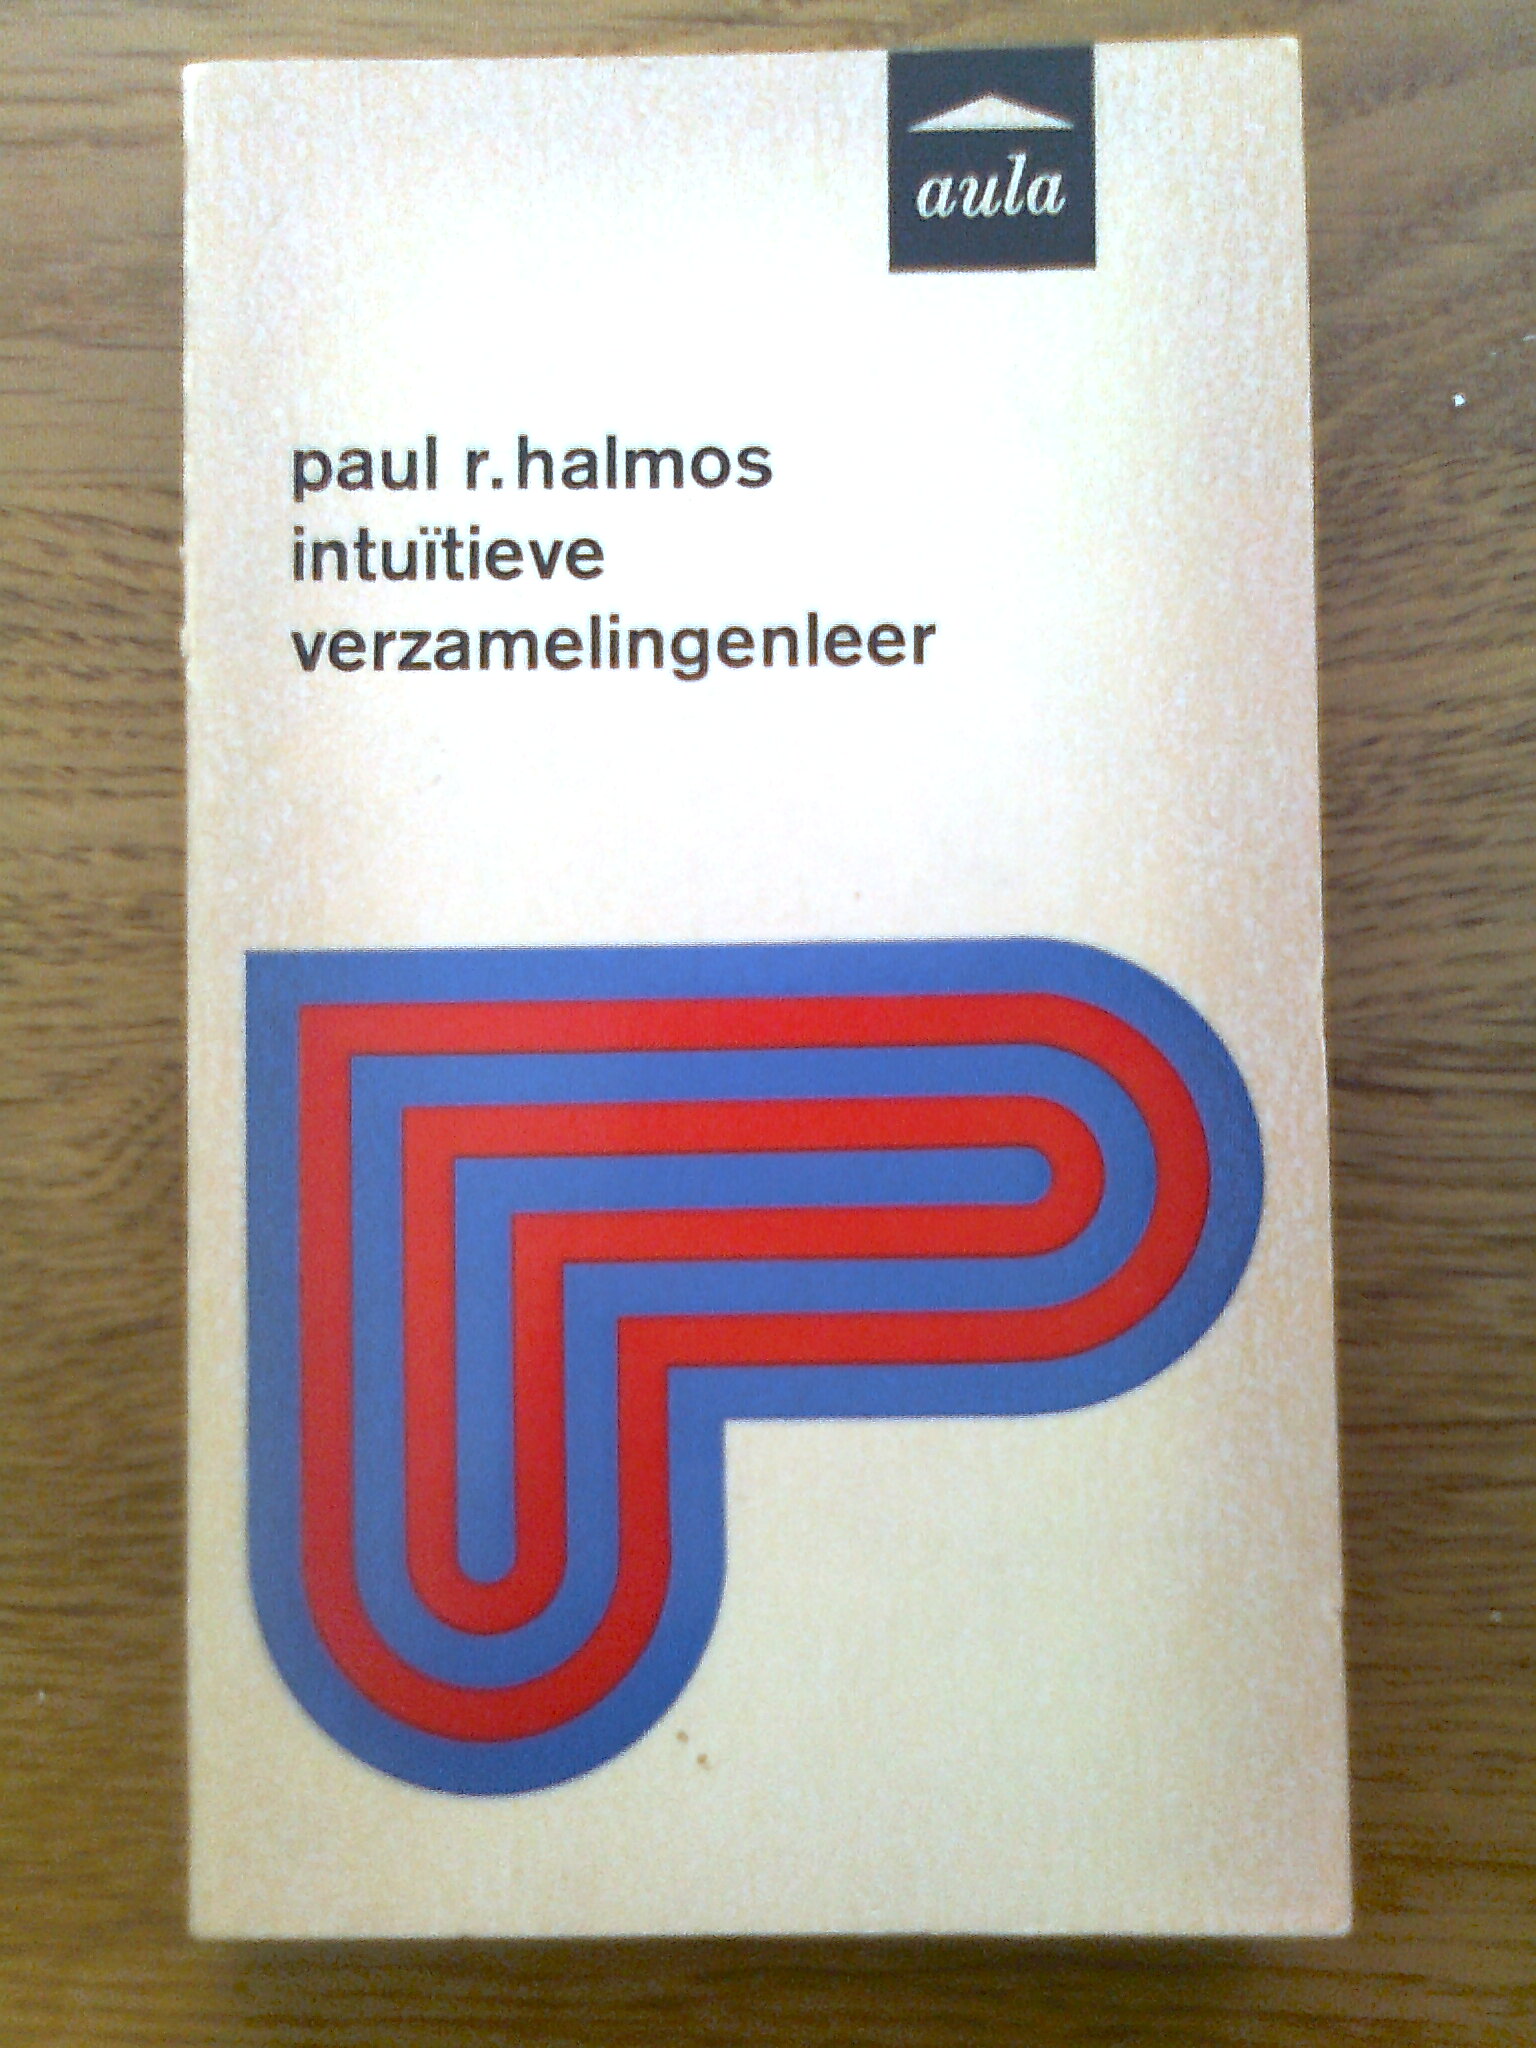 aula
paul r. halmos
intuïtieve
verzamelingenleer